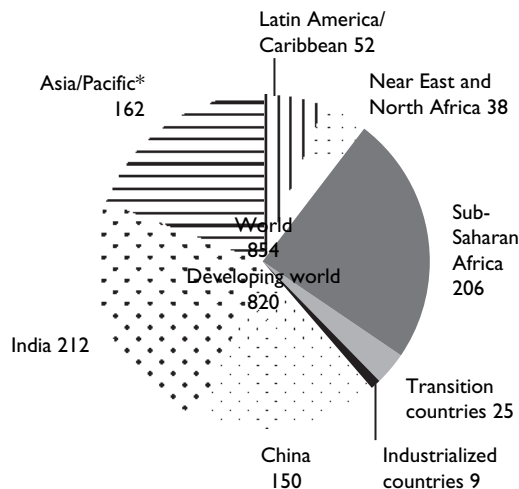 Latin America/
Caribbean 52
Near East and
North Africa 38
Asia/Pacific*
162
Sub-
Saharan
Africa
206
World
854
Developing world
820
India 212
Transition
countries 25
China
150
Industrialized
countries 9